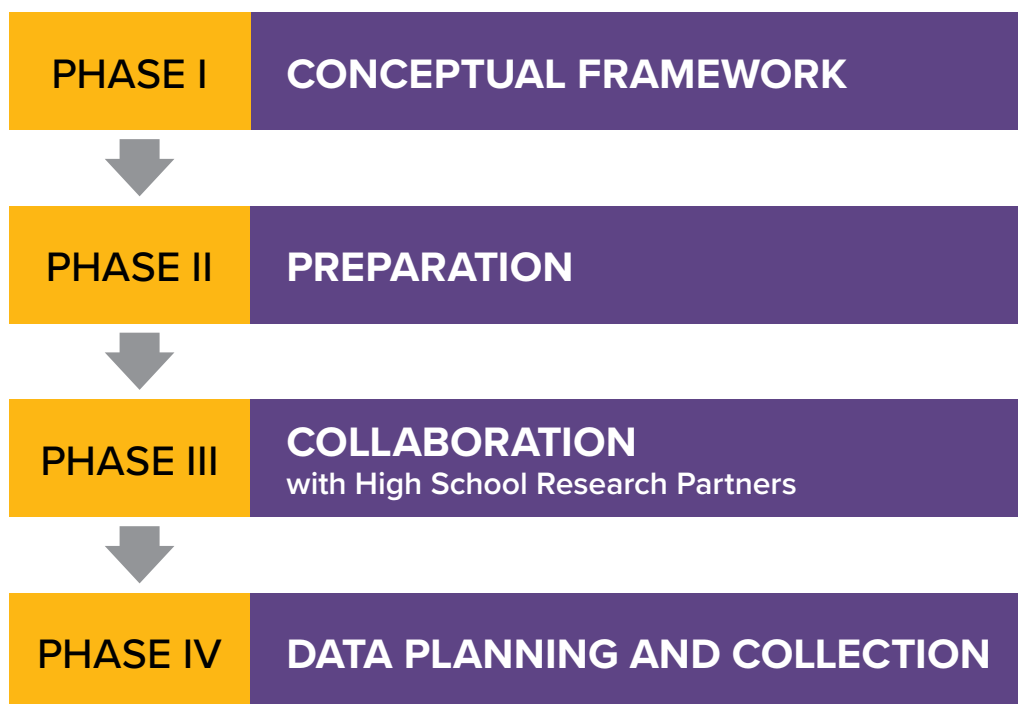 PHASE I
CONCEPTUAL FRAMEWORK
PHASE II
PREPARATION
PHASE III
COLLABORATION
with High School Research Partners
PHASE IV
DATA PLANNING AND COLLECTION